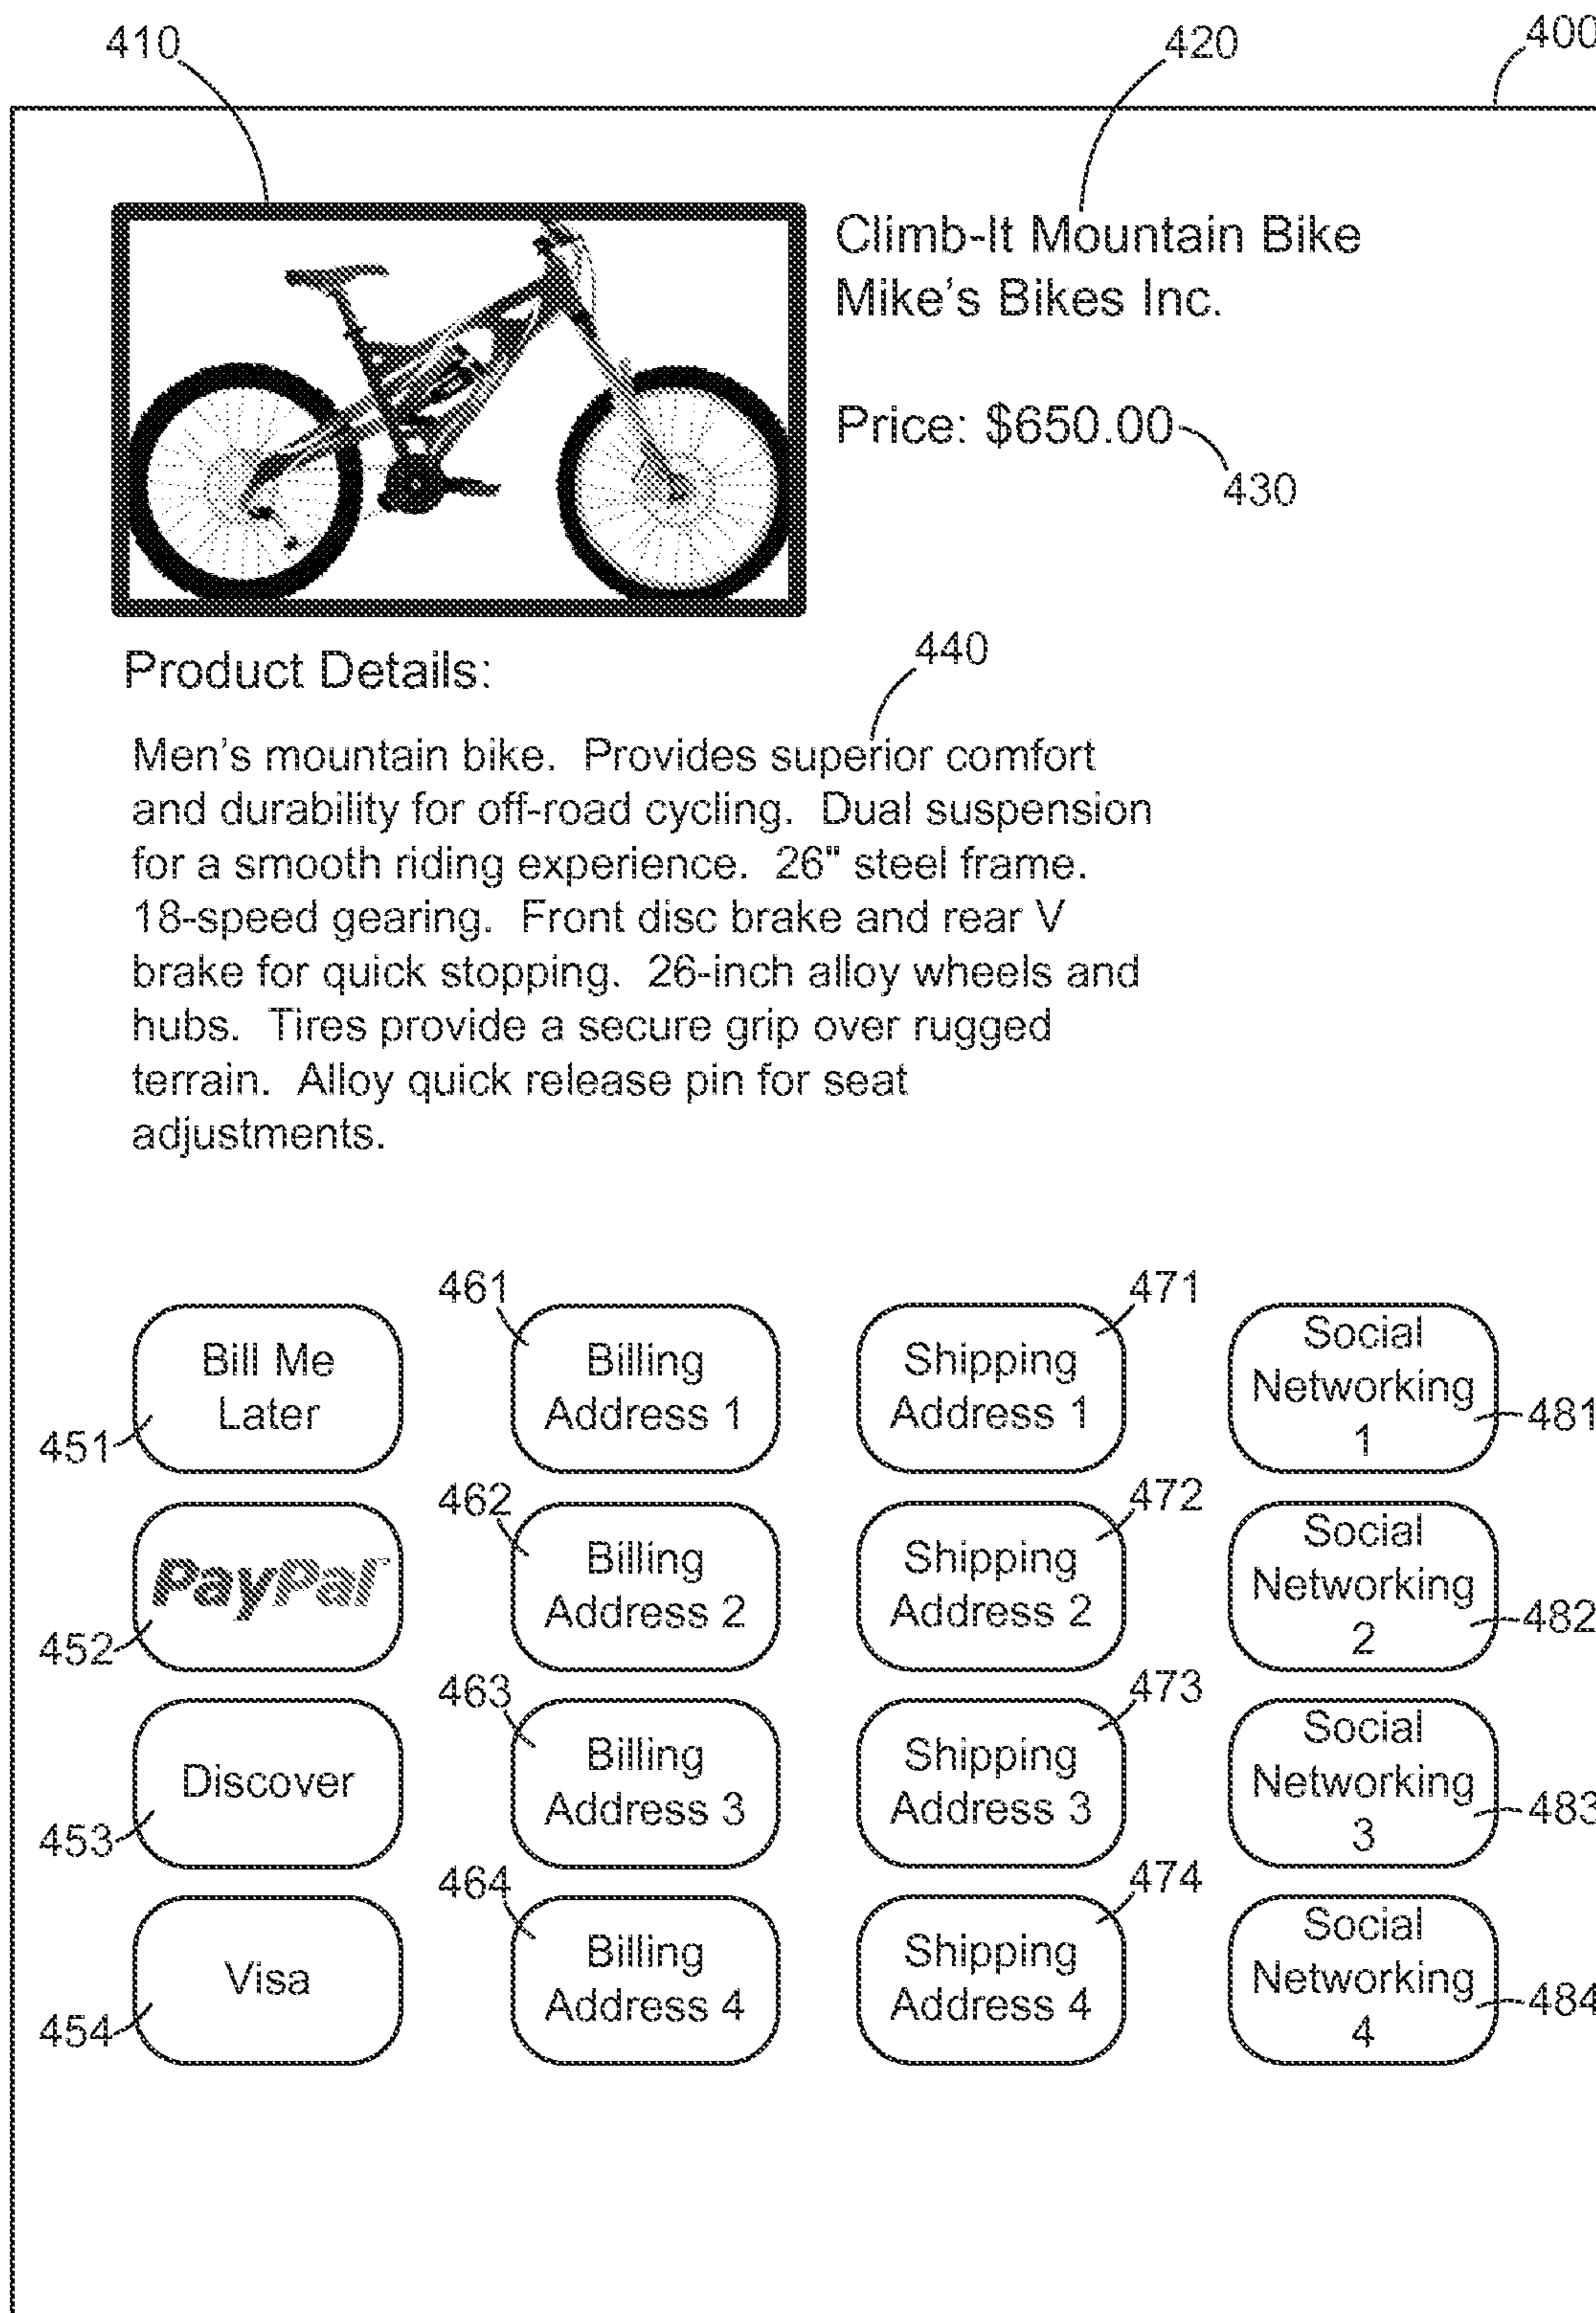 410
420
400
Climb-It Mountain Bike
Mike's Bikes Inc.
Price: $650.00
430
Product Details:
440
Men's mountain bike.  Provides superior comfort
and durability for off-road cycling.  Dual suspension
for a smooth riding experience.  26" steel frame.
18-speed gearing.  Front disc brake and rear V
brake for quick stopping.  26-inch alloy wheels and
hubs.  Tires provide a secure grip over rugged
terrain.  Alloy quick release pin for seat
adjustments.
451
Bill Me
Later
461
Billing
Address 1
471
Shipping
Address 1
Social
Networking
1
481
452
PayPal
462
Billing
Address 2
472
Shipping
Address 2
Social
Networking
2
482
453
Discover
463
Billing
Address 3
473
Shipping
Address 3
Social
Networking
3
483
454
Visa
464
Billing
Address 4
474
Shipping
Address 4
Social
Networking
4
484